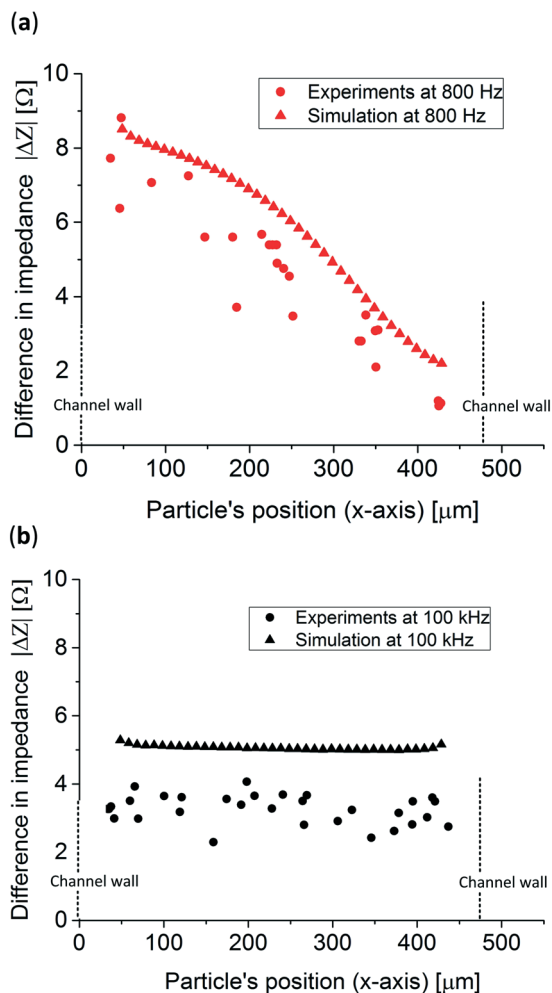 (a)
Difference in impedance |ΔZ| [Ω]
10
8
6
4
2
0
Experiments at 800 Hz
Simulation at 800 Hz
Channel wall
Channel wall
0 100 200 300 400 500
Particle's position (x-axis) [μm]
(b)
Difference in impedance |ΔZ| [Ω]
10
8
6
4
2
0
Experiments at 100 kHz
Simulation at 100 kHz
Channel wall
Channel wall
0 100 200 300 400 500
Particle's position (x-axis) [μm]